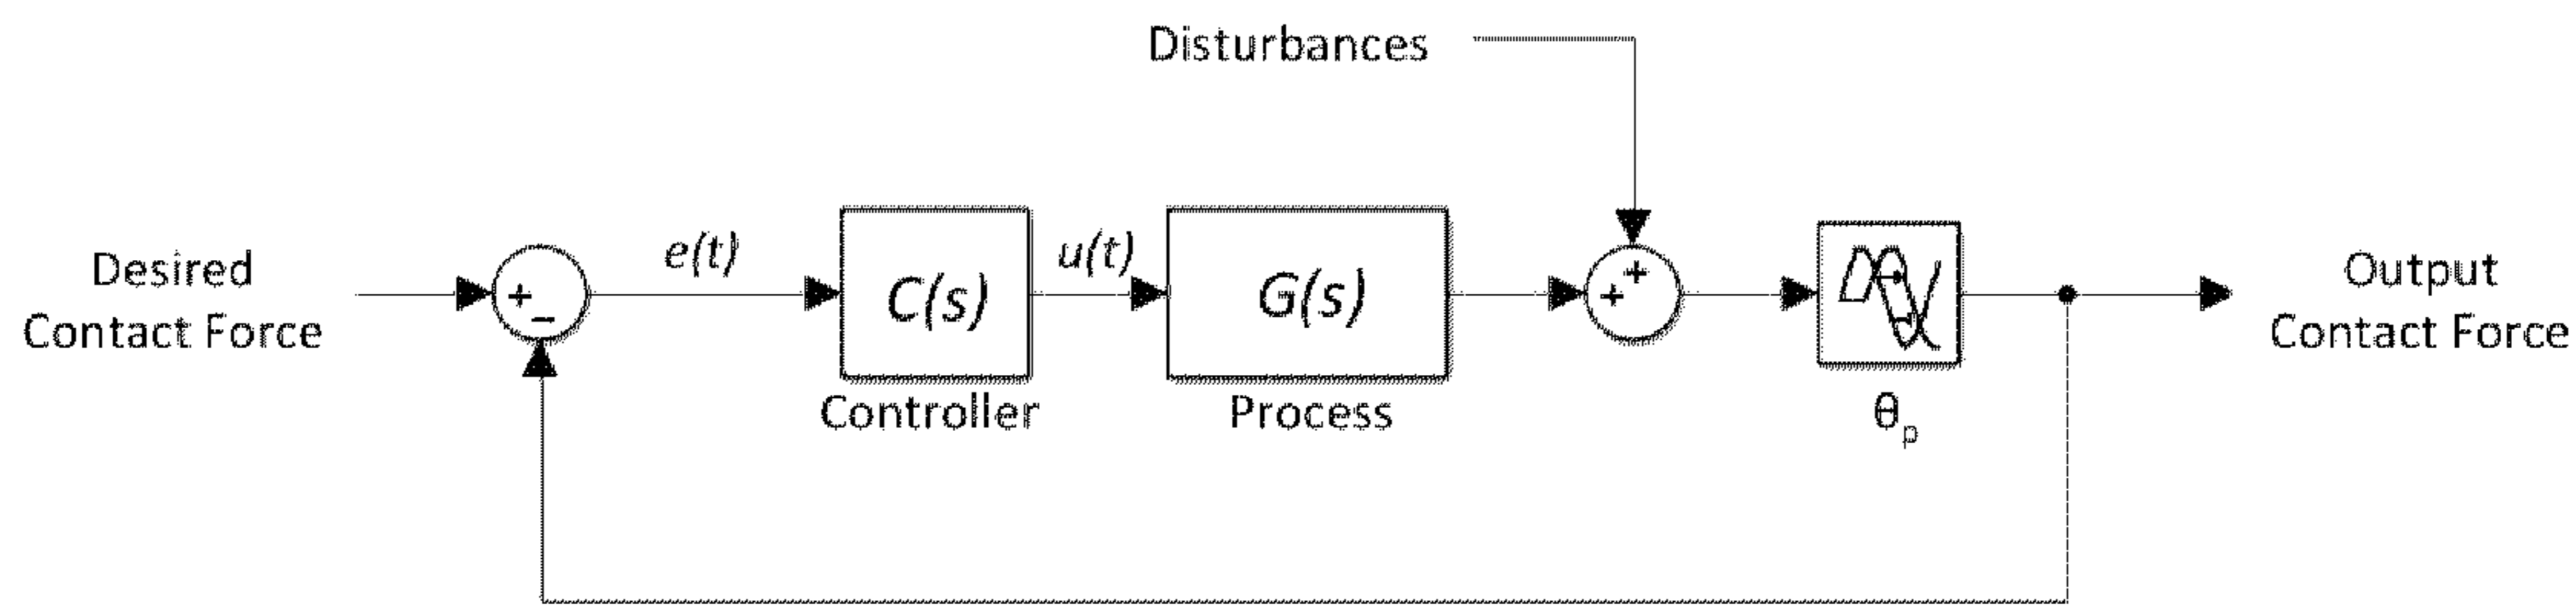 Disturbances
Desired
Contact Force
+
−
e(t)
C(s)
Controller
u(t)
G(s)
Process
+
+
θp
Output
Contact Force